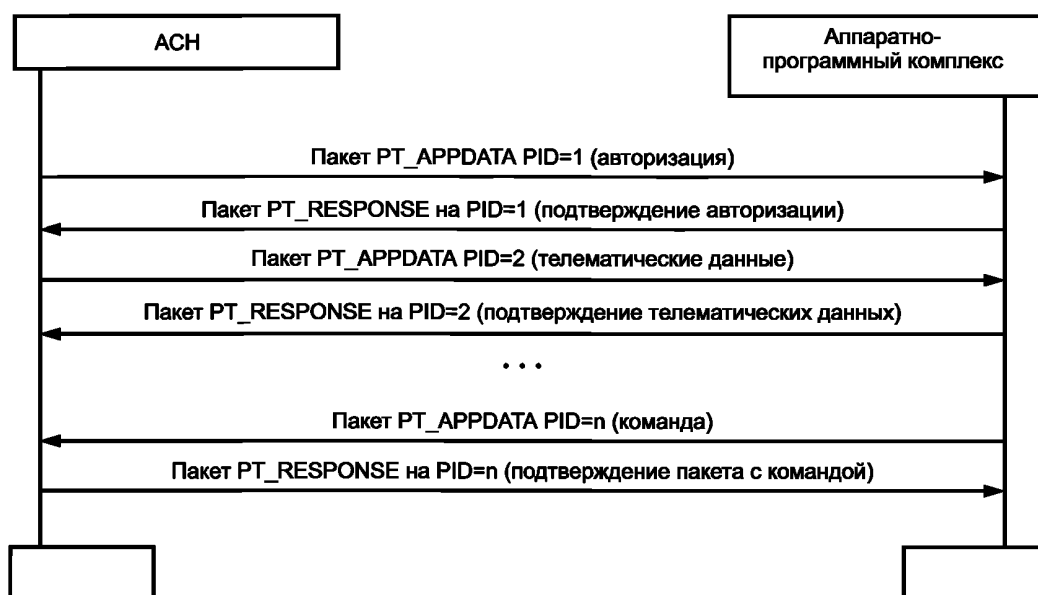 АСН
Аппаратно-
программный комплекс
Пакет PT_APPDATA PID=1 (авторизация)
Пакет PT_RESPONSE на PID=1 (подтверждение авторизации)
Пакет PT_APPDATA PID=2 (телематические данные)
Пакет PT_RESPONSE на PID=2 (подтверждение телематических данных)
. . .
Пакет PT_APPDATA PID=n (команда)
Пакет PT_RESPONSE на PID=n (подтверждение пакета с командой)